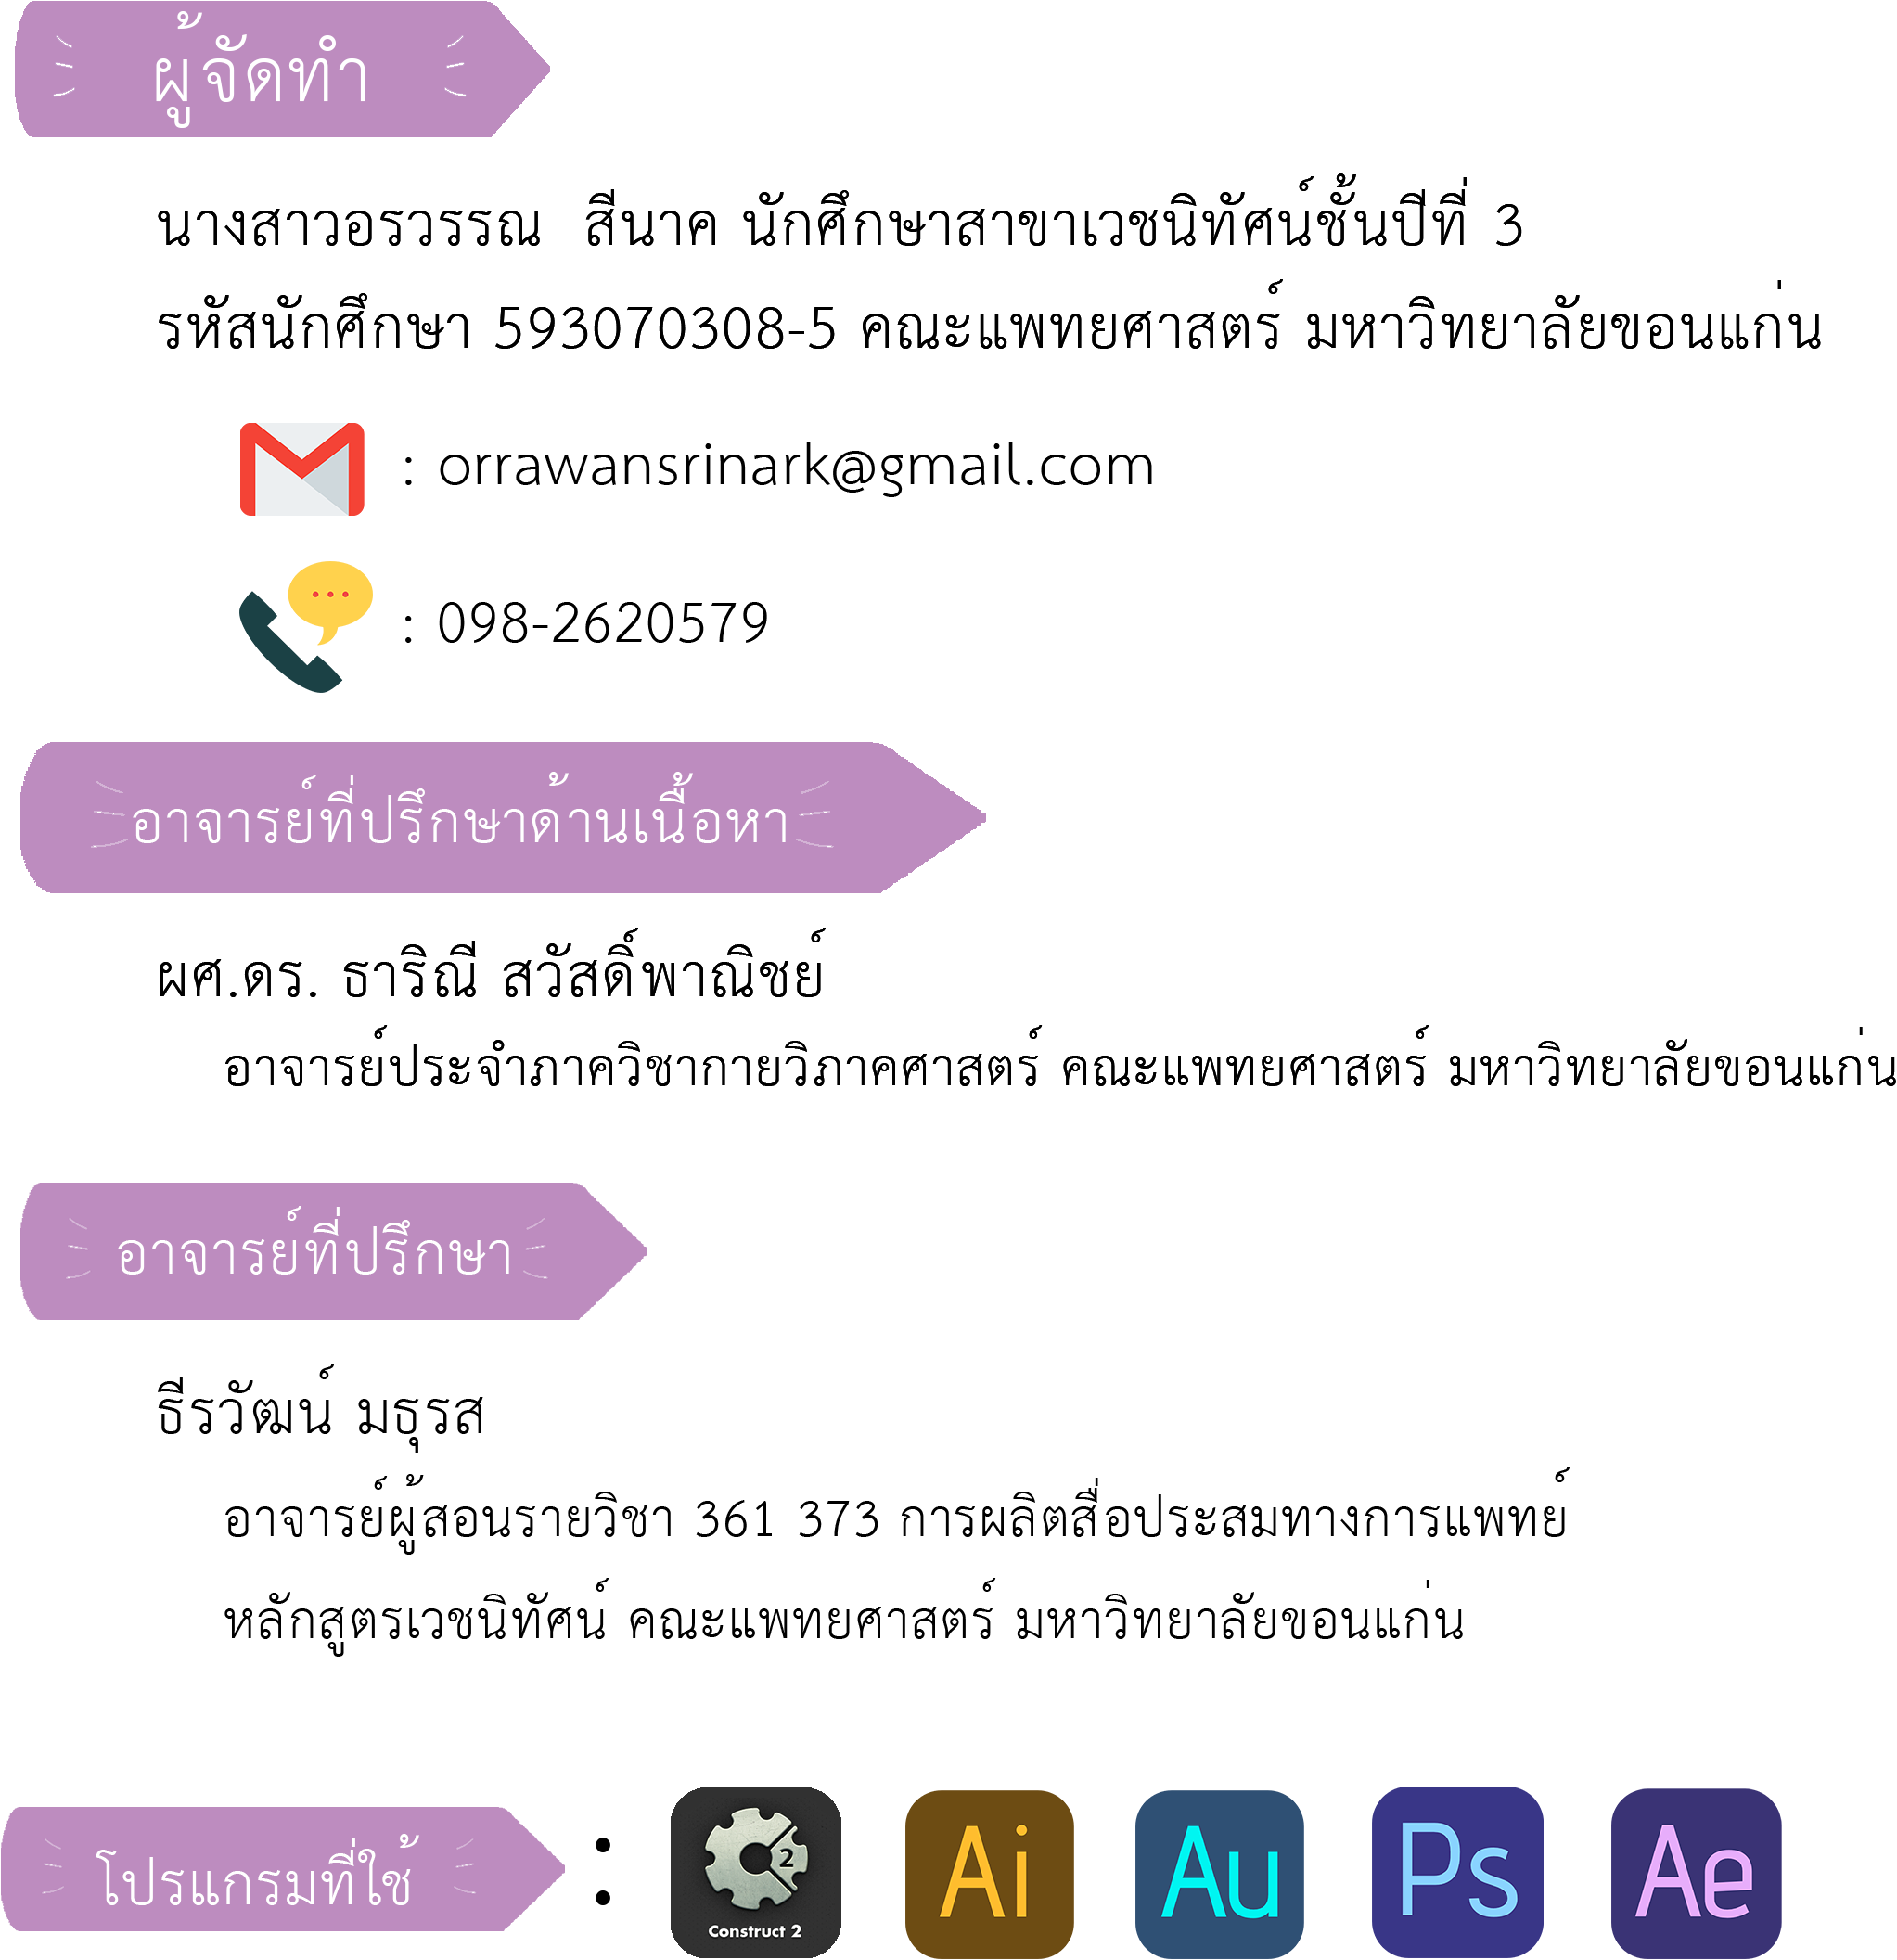 ผู้จัดทำ
นางสาวอรวรรณ สีนาค นักศึกษาสาขาเวชนิทัศน์ชั้นปีที่ 3
รหัสนักศึกษา 593070308-5 คณะแพทยศาสตร์ มหาวิทยาลัยขอนแก่น
: orrawansrinark@gmail.com
: 098-2620579
อาจารย์ที่ปรึกษาด้านเนื้อหา
ผศ.ดร. ธาริณี สวัสดิ์พาณิชย์
อาจารย์ประจำภาควิชากายวิภาคศาสตร์ คณะแพทยศาสตร์ มหาวิทยาลัยขอนแก่น
อาจารย์ที่ปรึกษา
ธีรวัฒน์ มธุรส
อาจารย์ผู้สอนรายวิชา 361 373 การผลิตสื่อประสมทางการแพทย์
หลักสูตรเวชนิทัศน์ คณะแพทยศาสตร์ มหาวิทยาลัยขอนแก่น
โปรแกรมที่ใช้ : 2 Ai Au Ps Ae
Construct 2